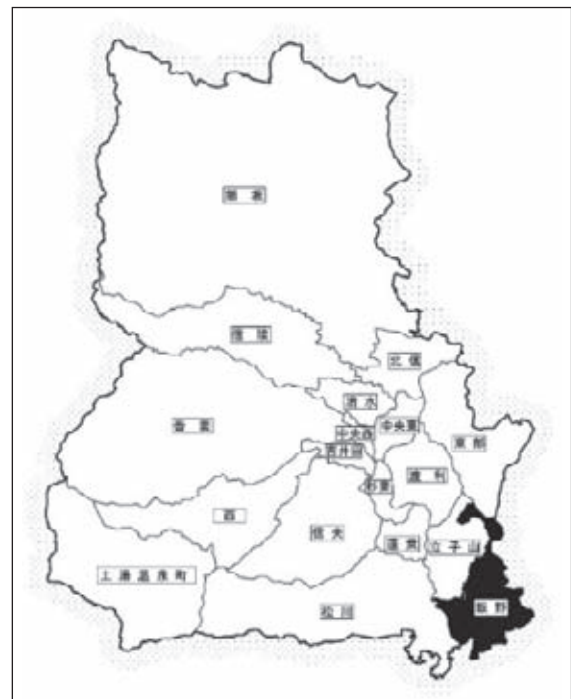 飯坂
信陵
北信
清水
中央東
中央西
吾妻
吉井田
東部
渡利
杉妻
西
信夫
蓬莱
立子山
土湯温泉町
松川
飯野